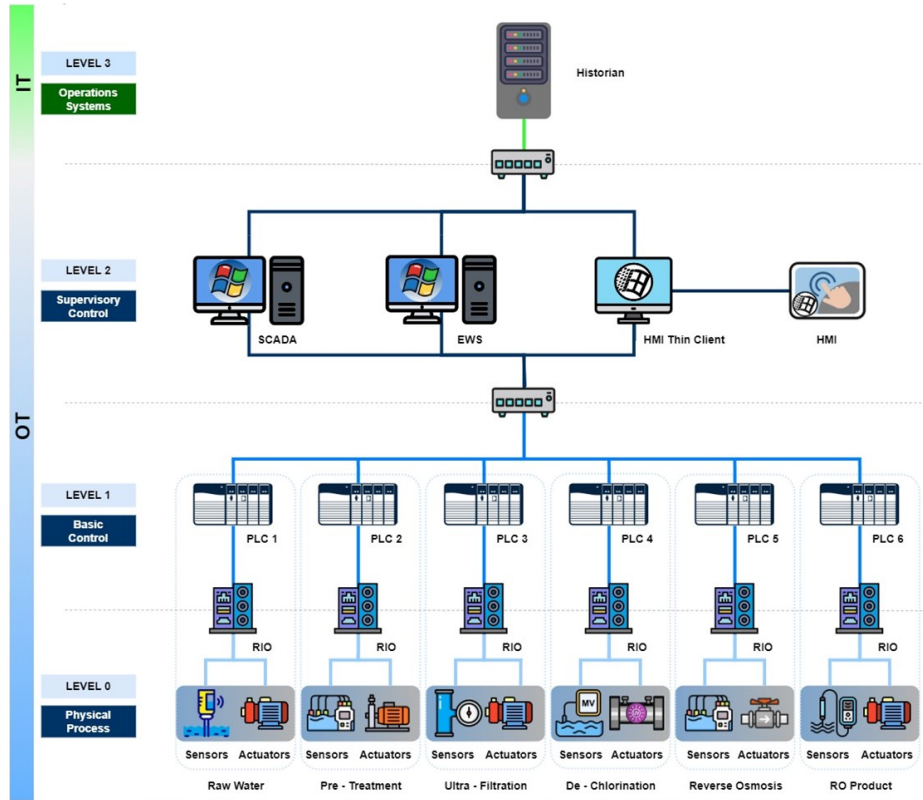 IT
LEVEL 3
Operations
Systems
Historian
LEVEL 2
Supervisory
Control
SCADA
EWS
HMI Thin Client
HMI
OT
LEVEL 1
Basic
Control
PLC 1
PLC 2
PLC 3
PLC 4
PLC 5
PLC 6
RIO
RIO
RIO
RIO
RIO
RIO
LEVEL 0
Physical
Process
MV
Sensors Actuators
Sensors Actuators
Sensors Actuators
Sensors Actuators
Sensors Actuators
Sensors Actuators
Raw Water
Pre - Treatment
Ultra - Filtration
De - Chlorination
Reverse Osmosis
RO Product